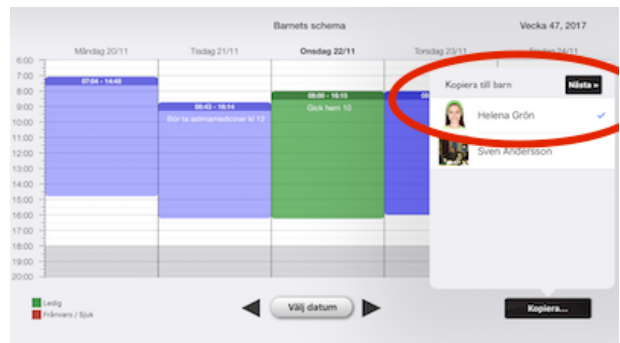 Barnets schema
Vecka 47, 2017
Måndag 20/11
Tisdag 21/11
Onsdag 22/11
Torsdag 23/11
24/11
6:00
7:00
8:00
9:00
10:00
11:00
12:00
13:00
14:00
15:00
16:00
17:00
18:00
19:00
20:00
07:04 - 14:48
08:43 - 16:14
Bör ta astmamediciner kl 12
08:00 - 16:15
Gick hem 10
Kopiera till barn
Nästa »
Helena Grön
Sven Andersson
Ledig
Frånvaro / Sjuk
Välj datum
Kopiera...